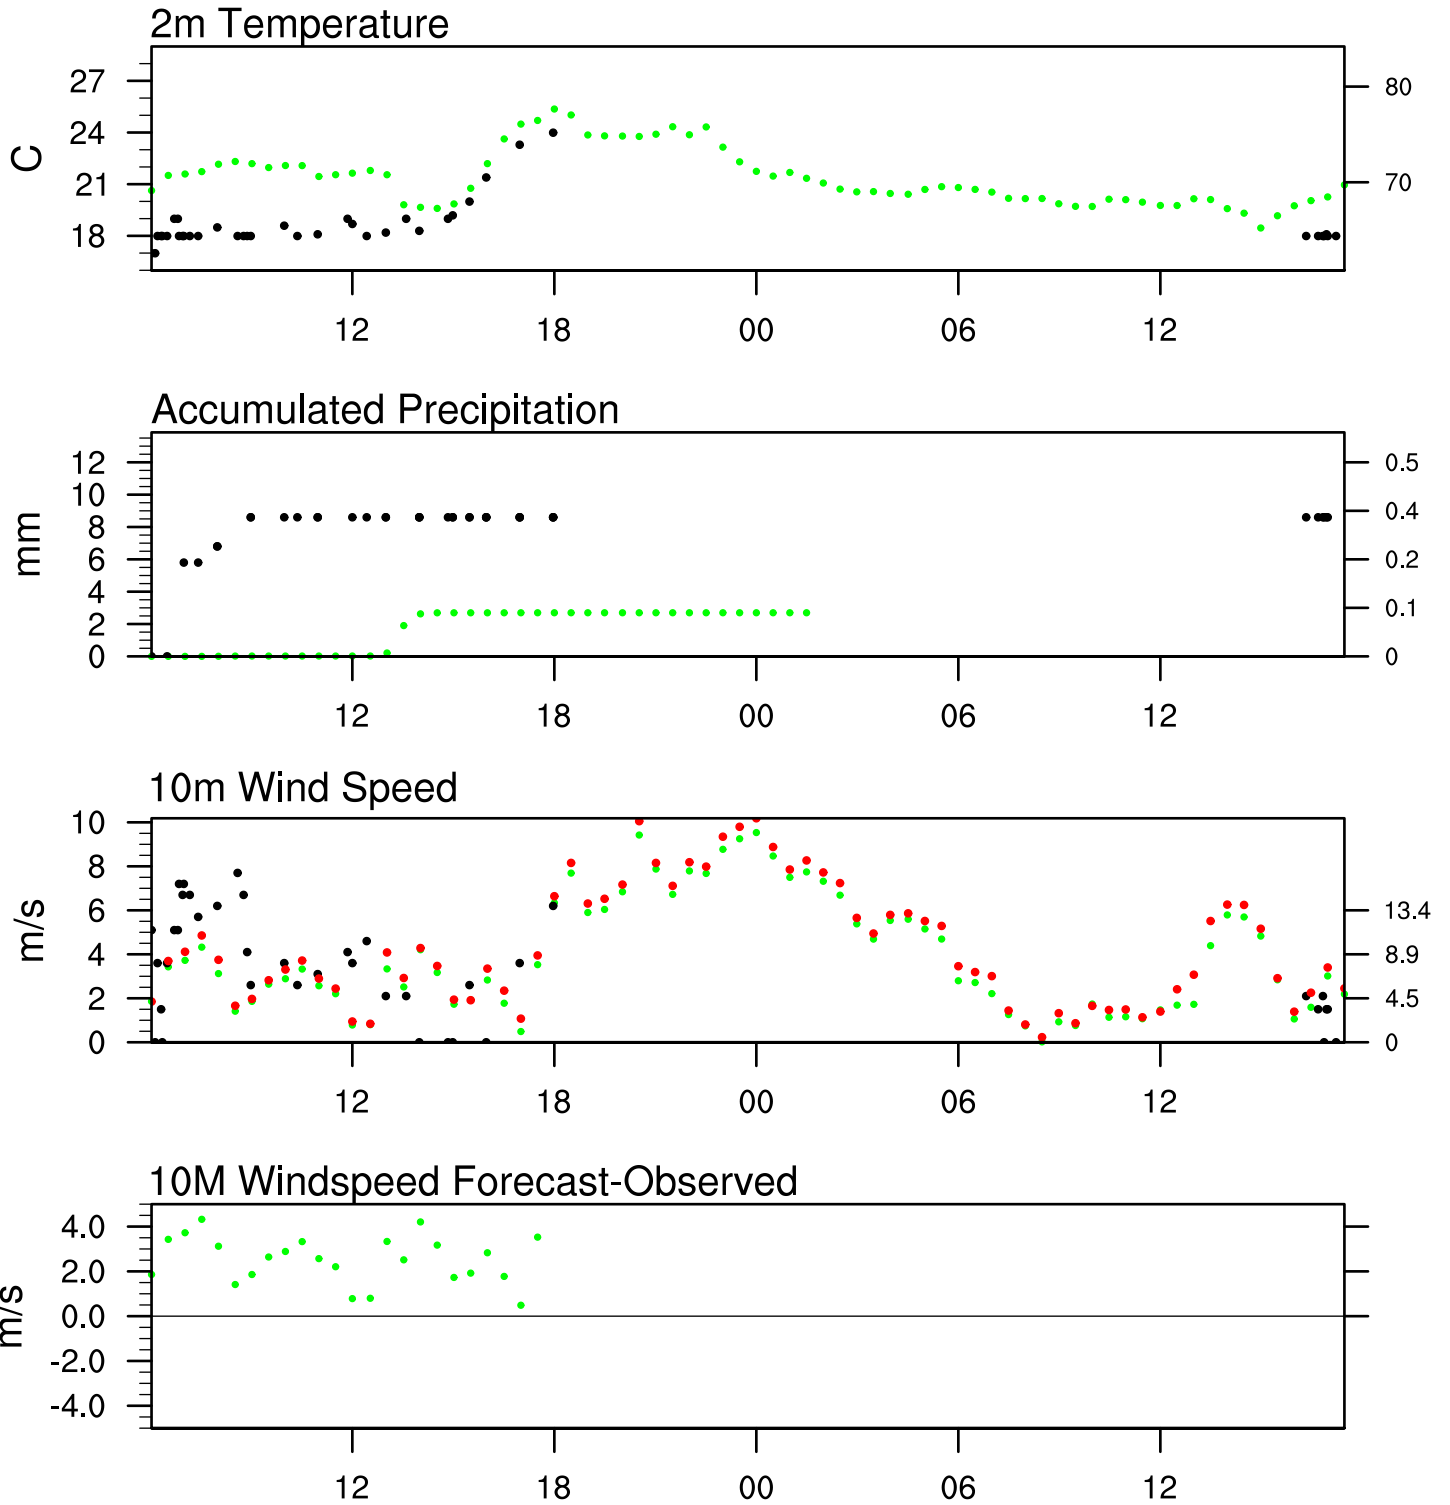 2m Temperature
C
27
24
21
18
80
70
12 18 00 06 12
Accumulated Precipitation
mm
12
10
8
6
4
2
0
0.5
0.4
0.2
0.1
0
12 18 00 06 12
10m Wind Speed
m/s
10
8
6
4
2
0
13.4
8.9
4.5
0
12 18 00 06 12
10M Windspeed Forecast-Observed
m/s
4.0
2.0
0.0
-2.0
-4.0
12 18 00 06 12